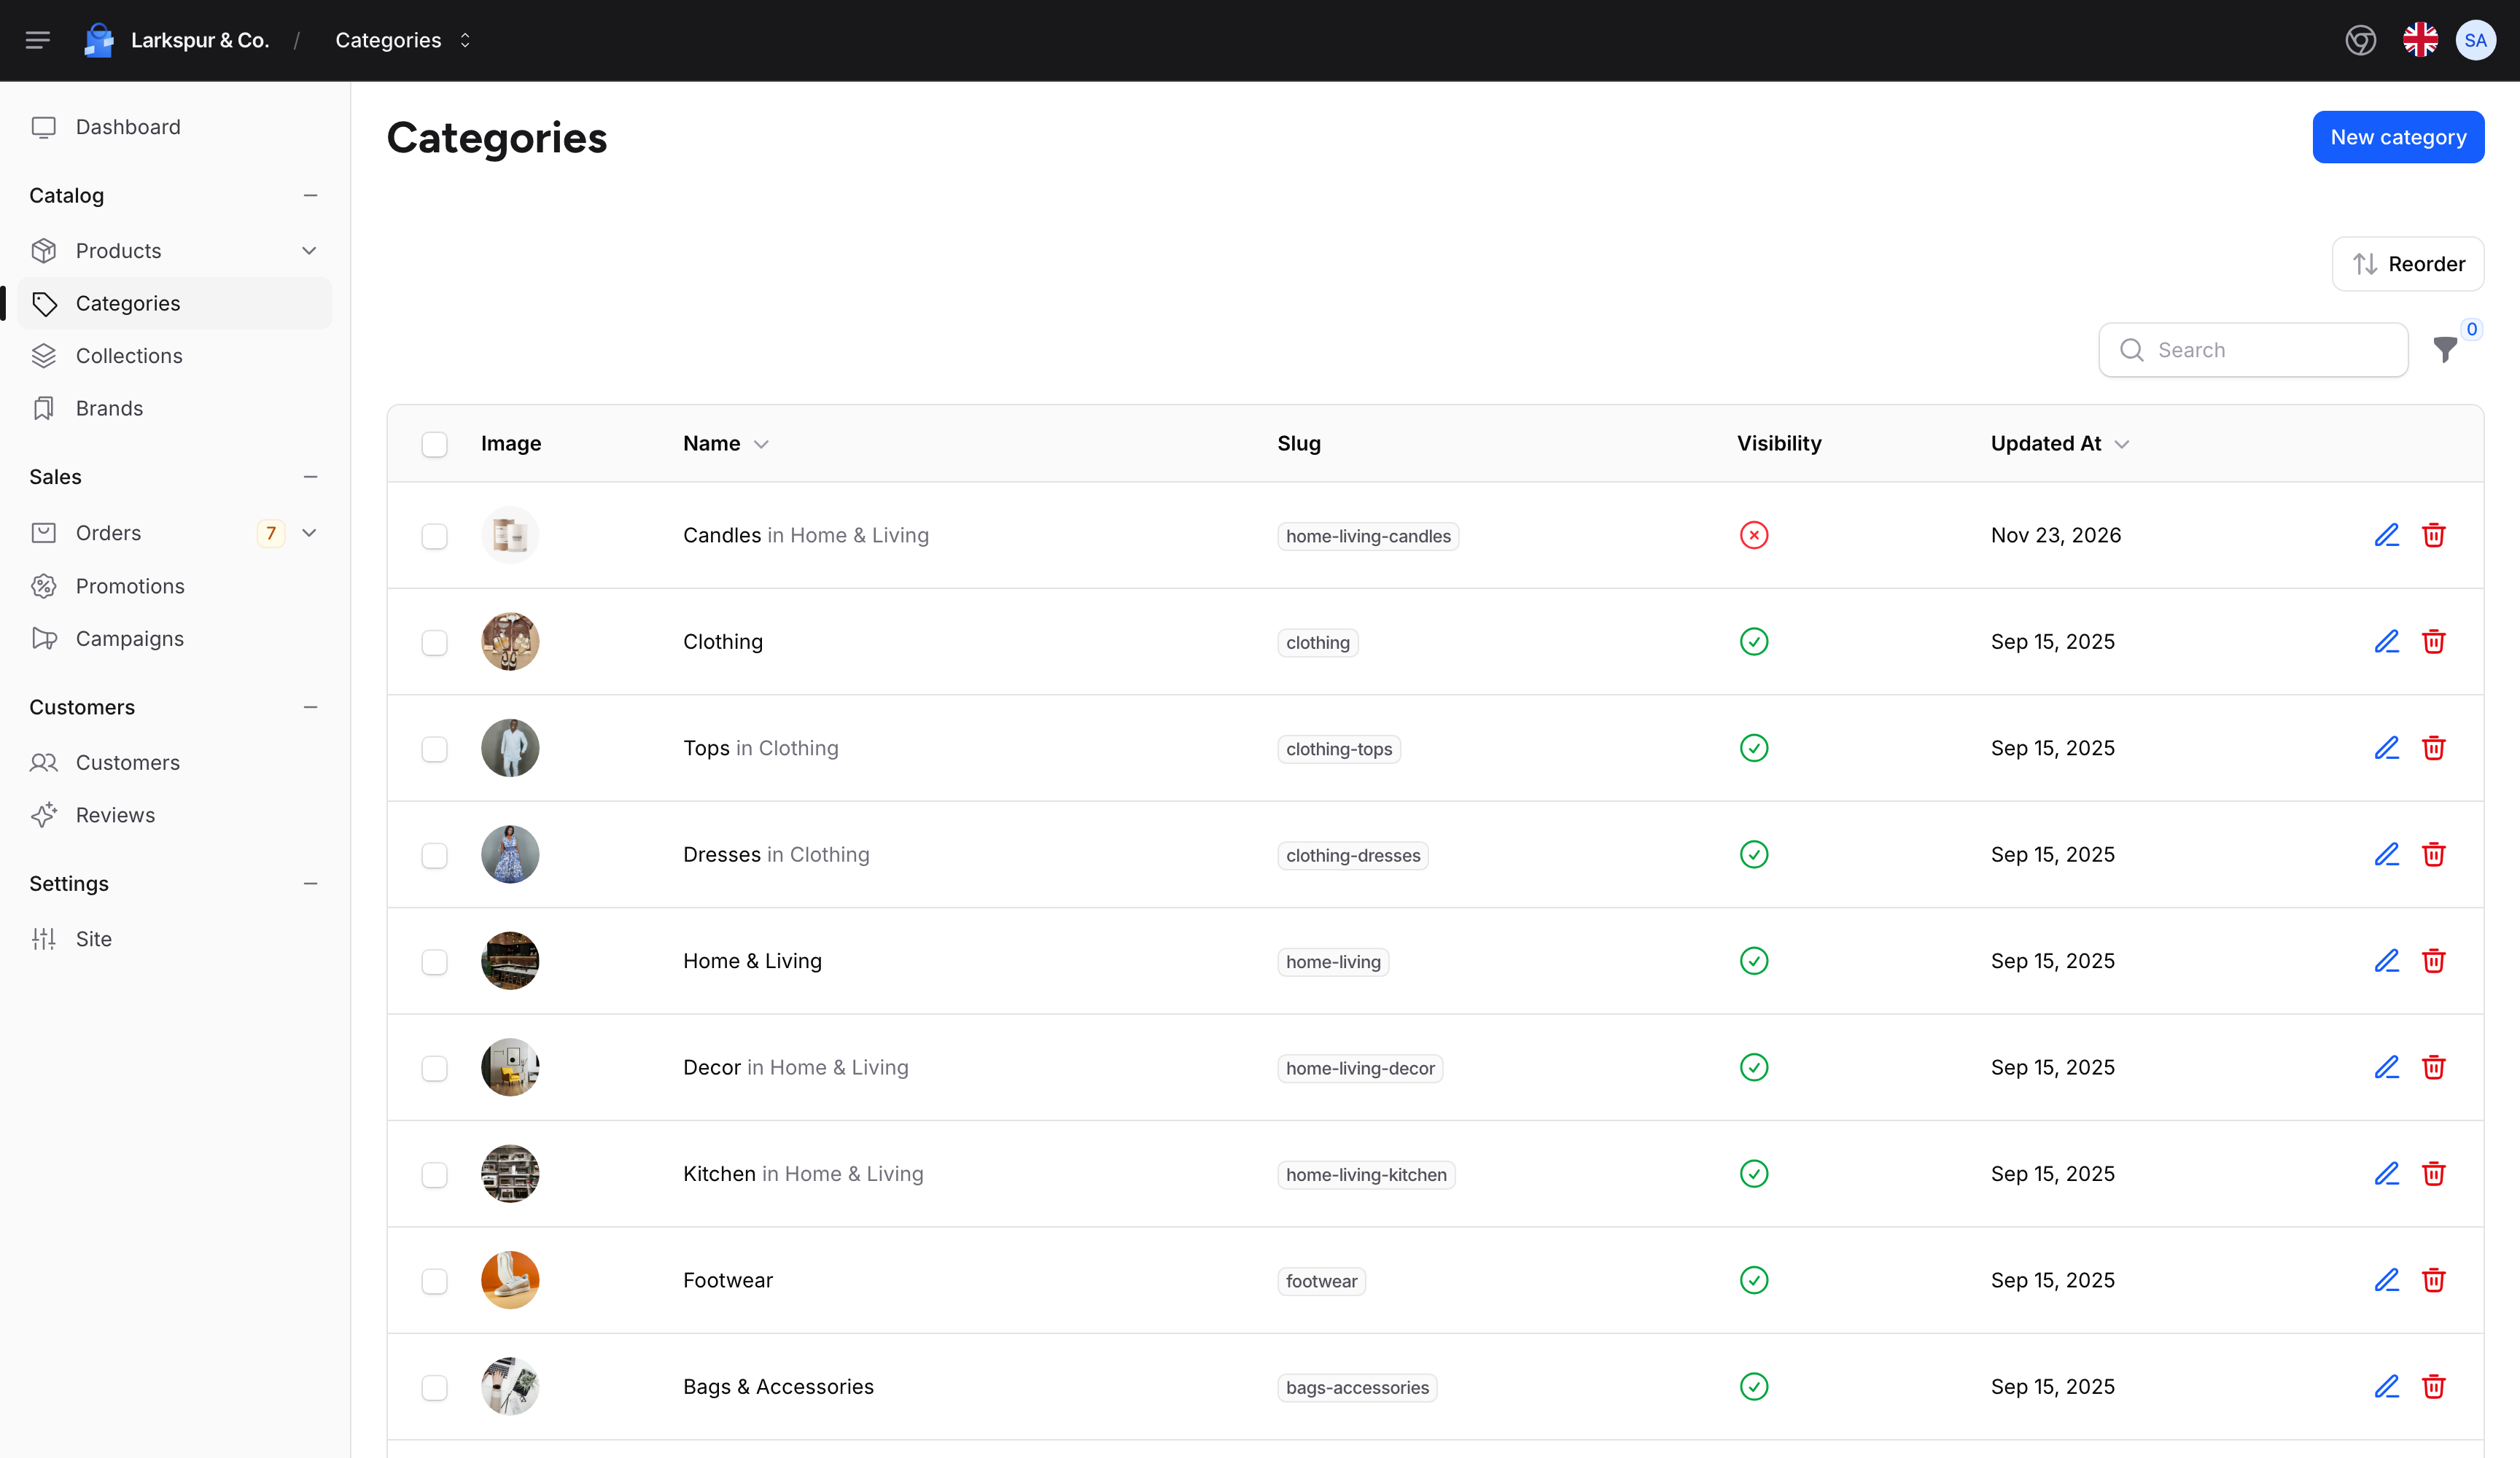 Larkspur & Co. / Categories
SA
Dashboard
Catalog
Products
Categories
Collections
Brands
Sales
Orders 7
Promotions
Campaigns
Customers
Customers
Reviews
Settings
Site
Categories
New category
Reorder
Search
0
Image Name Slug Visibility Updated At
Candles in Home & Living home-living-candles Nov 23, 2026
Clothing clothing Sep 15, 2025
Tops in Clothing clothing-tops Sep 15, 2025
Dresses in Clothing clothing-dresses Sep 15, 2025
Home & Living home-living Sep 15, 2025
Decor in Home & Living home-living-decor Sep 15, 2025
Kitchen in Home & Living home-living-kitchen Sep 15, 2025
Footwear footwear Sep 15, 2025
Bags & Accessories bags-accessories Sep 15, 2025